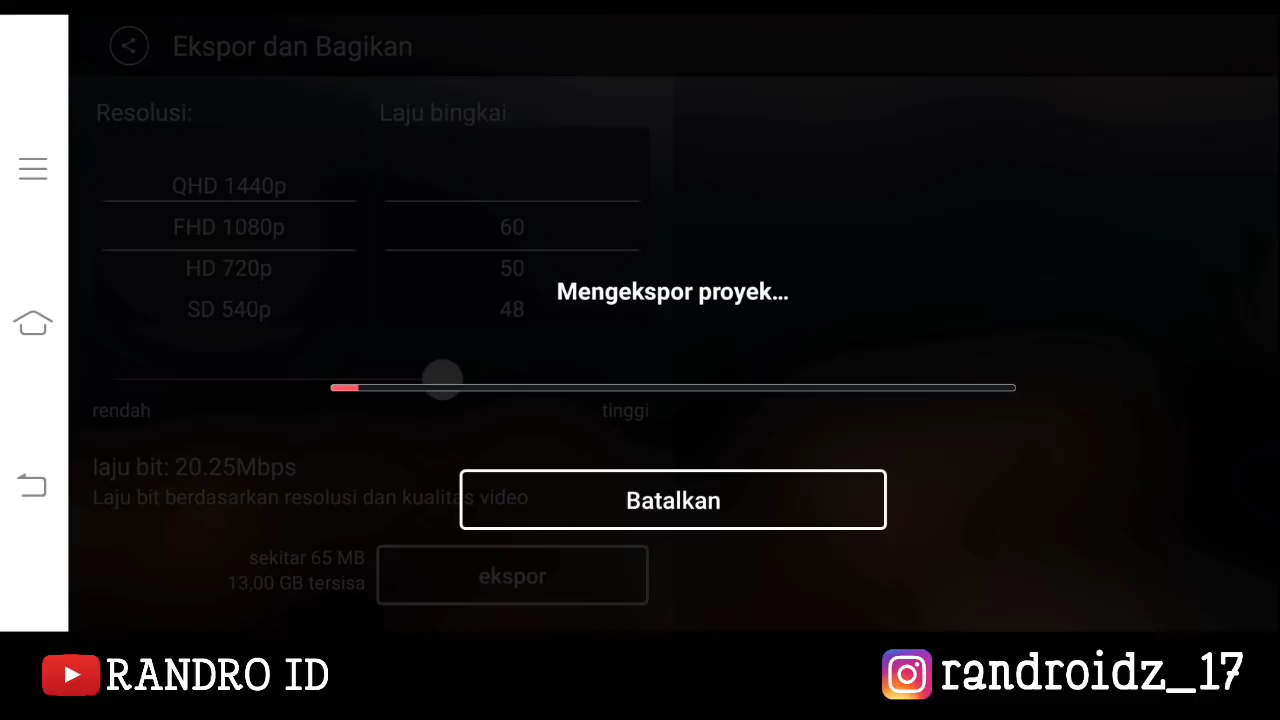 Ekspor dan Bagikan
Resolusi:
Laju bingkai
QHD 1440p
FHD 1080p
60
HD 720p
50
SD 540p
48
Mengekspor proyek...
rendah
tinggi
laju bit: 20.25Mbps
Laju bit berdasarkan resolusi dan kualitas video
Batalkan
sekitar 65 MB
13,00 GB tersisa
ekspor
RANDRO ID
randroidz_17